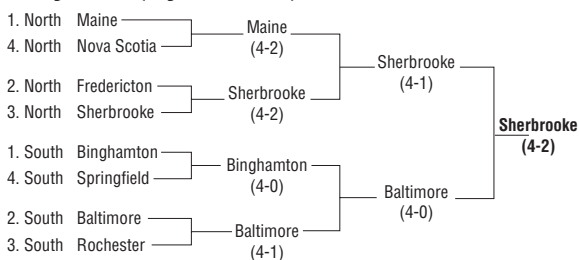 1. North Maine
4. North Nova Scotia
Maine
(4-2)
2. North Fredericton
3. North Sherbrooke
Sherbrooke
(4-2)
Sherbrooke
(4-1)
1. South Binghamton
4. South Springfield
Binghamton
(4-0)
2. South Baltimore
3. South Rochester
Baltimore
(4-1)
Baltimore
(4-0)
Sherbrooke
(4-2)